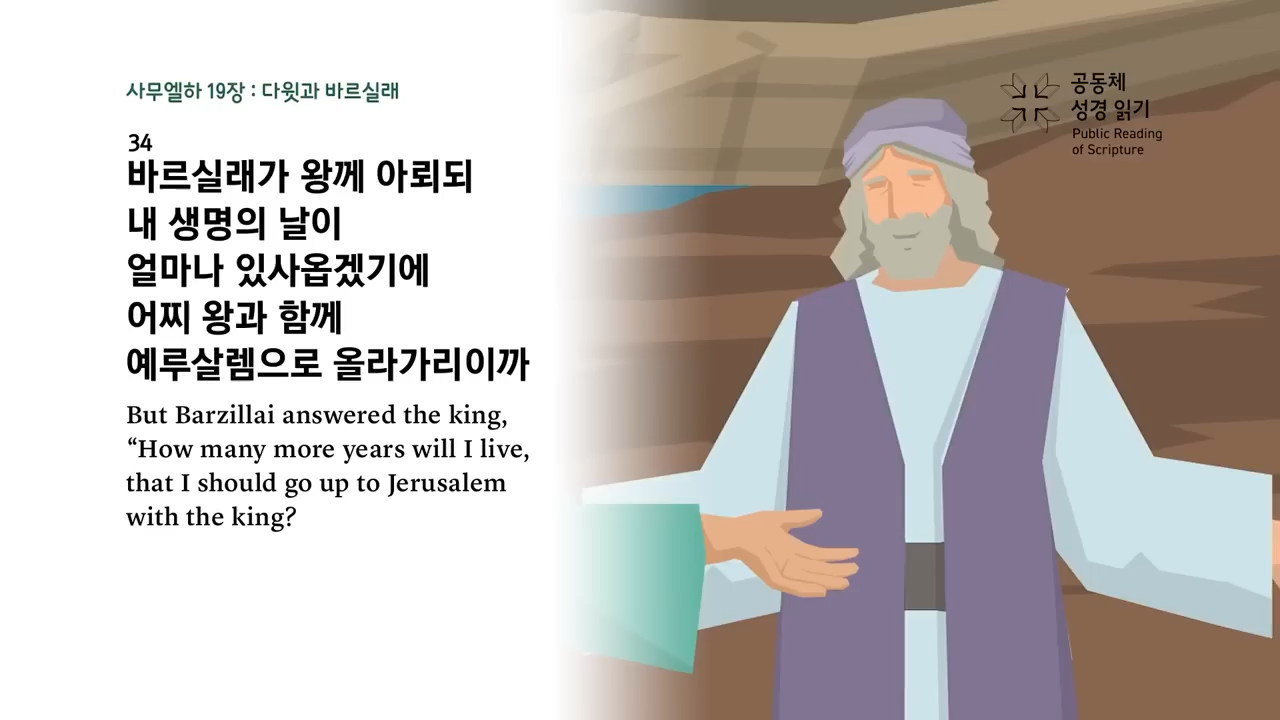 사무엘하 19장 : 다윗과 바르실래
34
바르실래가 왕께 아뢰되
내 생명의 날이
얼마나 있사옵겠기에
어찌 왕과 함께
예루살렘으로 올라가리이까
But Barzillai answered the king,
“How many more years will I live,
that I should go up to Jerusalem
with the king?
공동체
성경 읽기
Public Reading
of Scripture